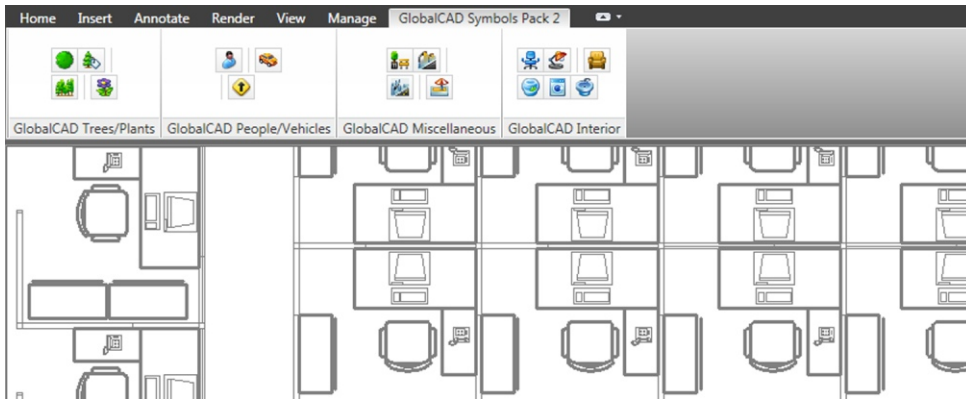 Home Insert Annotate Render View Manage GlobalCAD Symbols Pack 2
GlobalCAD Trees/Plants GlobalCAD People/Vehicles GlobalCAD Miscellaneous GlobalCAD Interior